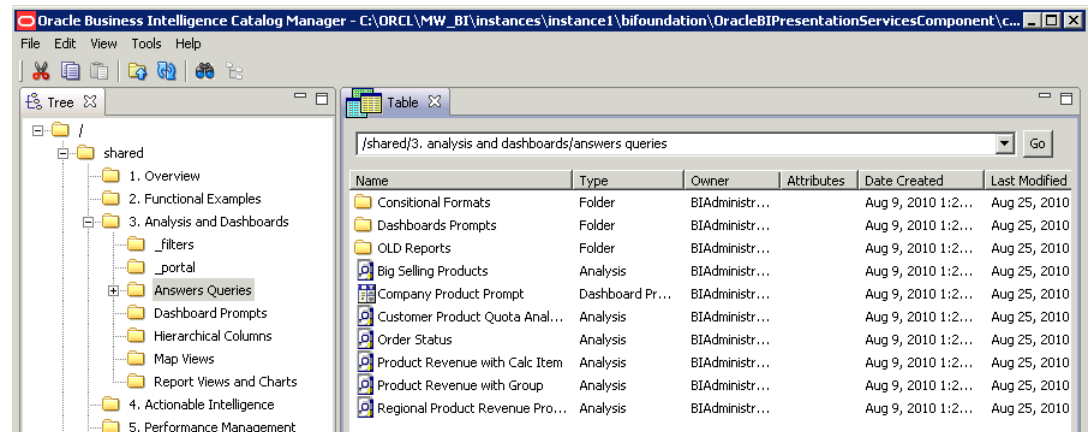 Oracle Business Intelligence Catalog Manager - C:\ORCL\MW_BI\instances\instance1\bifoundation\OracleBIPresentationServicesComponent\c...
File Edit View Tools Help
Tree
/
shared
1. Overview
2. Functional Examples
3. Analysis and Dashboards
_filters
_portal
Answers Queries
Dashboard Prompts
Hierarchical Columns
Map Views
Report Views and Charts
4. Actionable Intelligence
5. Performance Management
Table
/shared/3. analysis and dashboards/answers queries Go
Name Type Owner Attributes Date Created Last Modified
Consitional Formats Folder BIAdministr... Aug 9, 2010 1:2... Aug 25, 2010
Dashboards Prompts Folder BIAdministr... Aug 9, 2010 1:2... Aug 25, 2010
OLD Reports Folder BIAdministr... Aug 9, 2010 1:2... Aug 25, 2010
Big Selling Products Analysis BIAdministr... Aug 9, 2010 1:2... Aug 25, 2010
Company Product Prompt Dashboard Pr... BIAdministr... Aug 9, 2010 1:2... Aug 25, 2010
Customer Product Quota Anal... Analysis BIAdministr... Aug 9, 2010 1:2... Aug 25, 2010
Order Status Analysis BIAdministr... Aug 9, 2010 1:2... Aug 25, 2010
Product Revenue with Calc Item Analysis BIAdministr... Aug 9, 2010 1:2... Aug 25, 2010
Product Revenue with Group Analysis BIAdministr... Aug 9, 2010 1:2... Aug 25, 2010
Regional Product Revenue Pro... Analysis BIAdministr... Aug 9, 2010 1:2... Aug 25, 2010